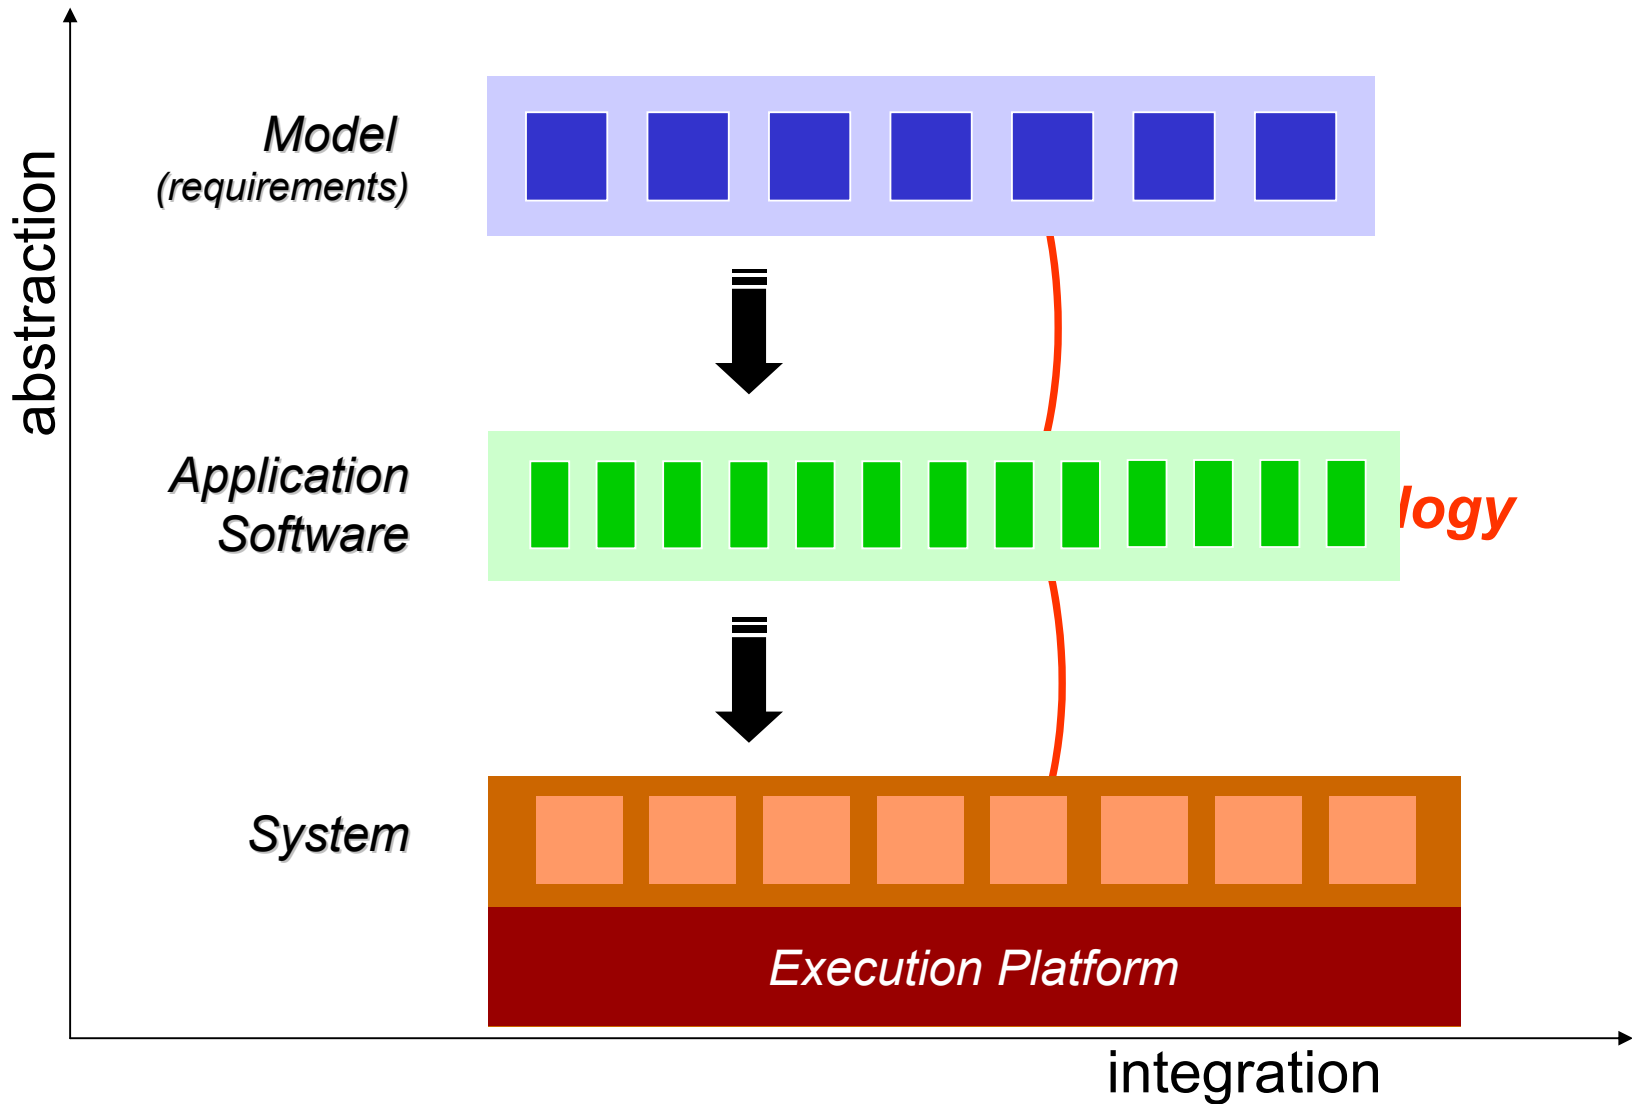 abstraction
Model
(requirements)
Application
Software
logy
System
Execution Platform
integration